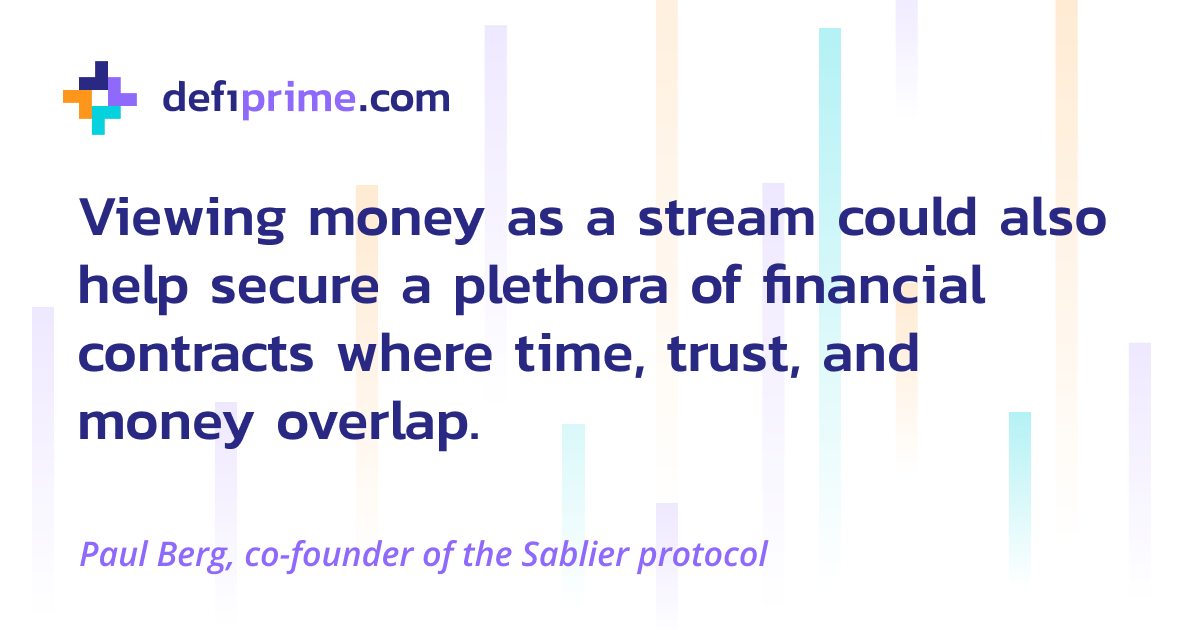 defiprime.com
Viewing money as a stream could also
help secure a plethora of financial
contracts where time, trust, and
money overlap.
Paul Berg, co-founder of the Sablier protocol